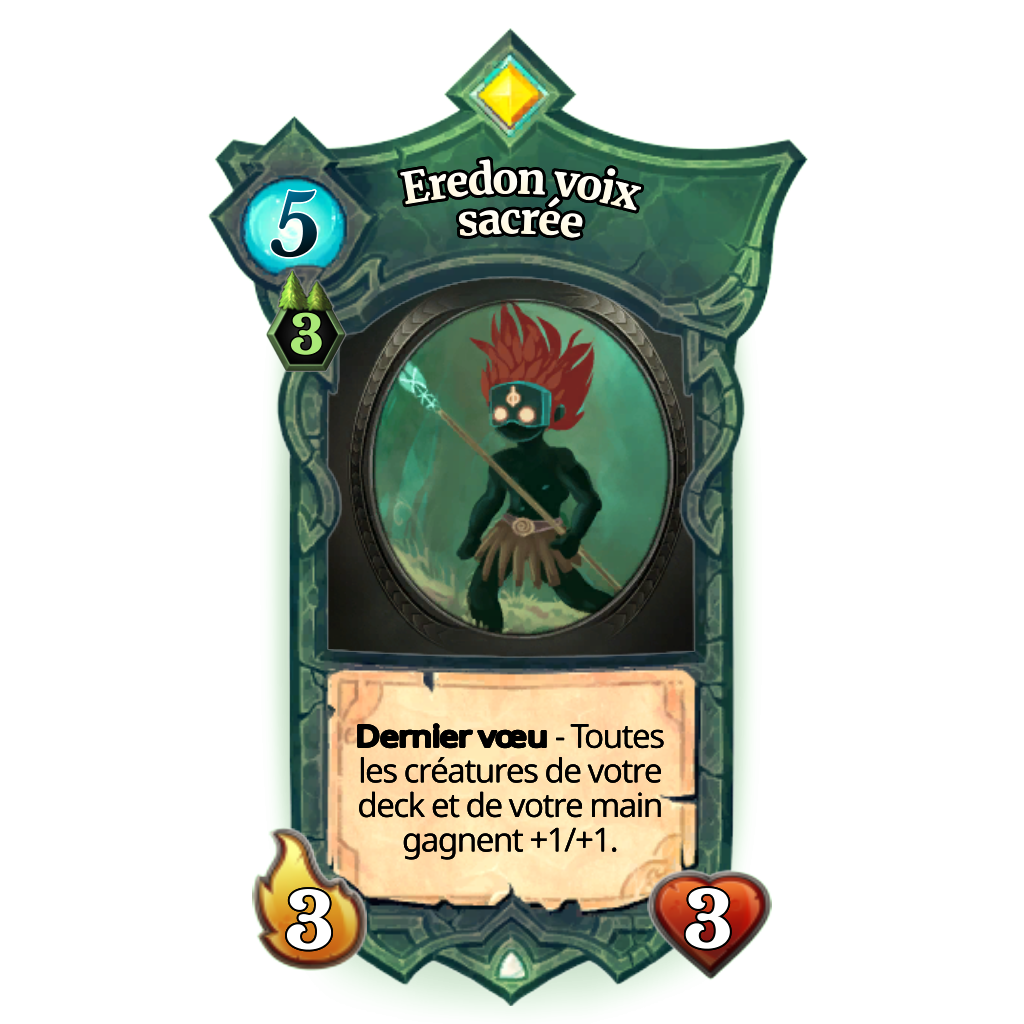 Eredon voix
sacrée
5
3
Dernier vœu - Toutes
les créatures de votre
deck et de votre main
gagnent +1/+1.
3
3